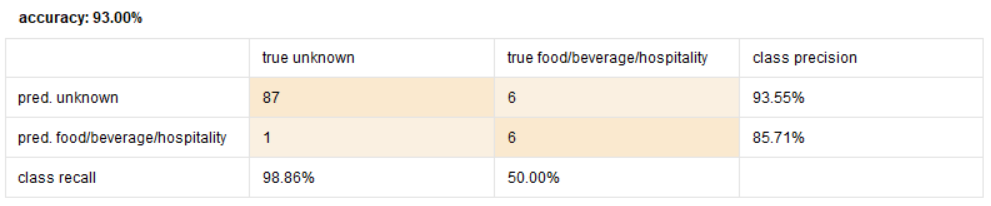 accuracy: 93.00%
true unknown true food/beverage/hospitality class precision
pred. unknown 87 6 93.55%
pred. food/beverage/hospitality 1 6 85.71%
class recall 98.86% 50.00%